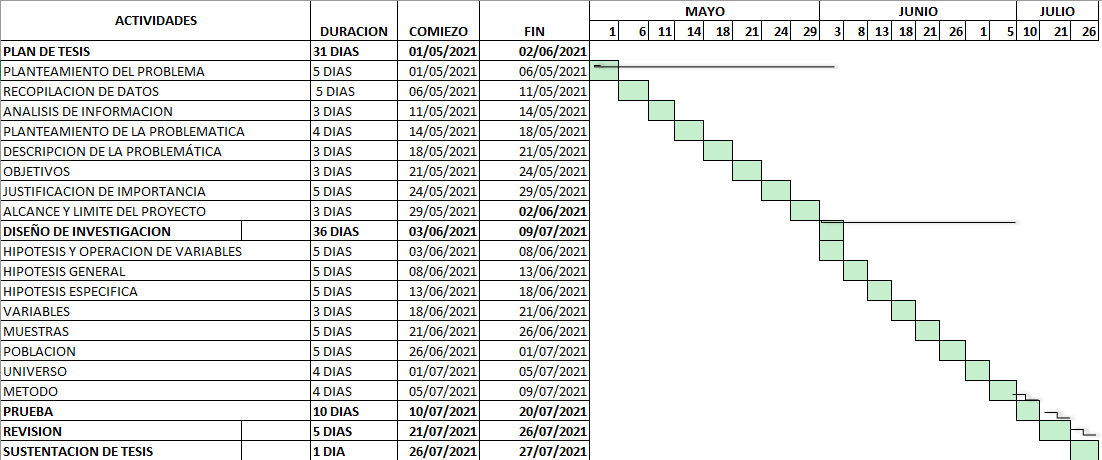 ACTIVIDADES DURACION COMIEZO FIN MAYO JUNIO JULIO
1 6 11 14 18 21 24 29 3 8 13 18 21 26 1 5 10 21 26
PLAN DE TESIS 31 DIAS 01/05/2021 02/06/2021
PLANTEAMIENTO DEL PROBLEMA 5 DIAS 01/05/2021 06/05/2021
RECOPILACION DE DATOS 5 DIAS 06/05/2021 11/05/2021
ANALISIS DE INFORMACION 3 DIAS 11/05/2021 14/05/2021
PLANTEAMIENTO DE LA PROBLEMATICA 4 DIAS 14/05/2021 18/05/2021
DESCRIPCION DE LA PROBLEMÁTICA 3 DIAS 18/05/2021 21/05/2021
OBJETIVOS 3 DIAS 21/05/2021 24/05/2021
JUSTIFICACION DE IMPORTANCIA 5 DIAS 24/05/2021 29/05/2021
ALCANCE Y LIMITE DEL PROYECTO 3 DIAS 29/05/2021 02/06/2021
DISEÑO DE INVESTIGACION 36 DIAS 03/06/2021 09/07/2021
HIPOTESIS Y OPERACION DE VARIABLES 5 DIAS 03/06/2021 08/06/2021
HIPOTESIS GENERAL 5 DIAS 08/06/2021 13/06/2021
HIPOTESIS ESPECIFICA 5 DIAS 13/06/2021 18/06/2021
VARIABLES 3 DIAS 18/06/2021 21/06/2021
MUESTRAS 5 DIAS 21/06/2021 26/06/2021
POBLACION 5 DIAS 26/06/2021 01/07/2021
UNIVERSO 4 DIAS 01/07/2021 05/07/2021
METODO 4 DIAS 05/07/2021 09/07/2021
PRUEBA 10 DIAS 10/07/2021 20/07/2021
REVISION 5 DIAS 21/07/2021 26/07/2021
SUSTENTACION DE TESIS 1 DIA 26/07/2021 27/07/2021